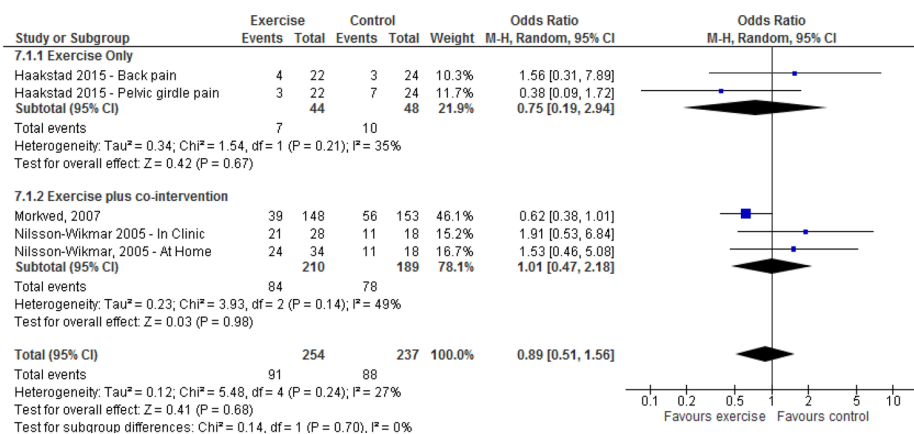 Exercise Control Odds Ratio Odds Ratio
Study or Subgroup Events Total Events Total Weight M-H, Random, 95% CI M-H, Random, 95% CI
7.1.1 Exercise Only
Haakstad 2015 - Back pain 4 22 3 24 10.3% 1.56 [0.31, 7.89]
Haakstad 2015 - Pelvic girdle pain 3 22 7 24 11.7% 0.38 [0.09, 1.72]
Subtotal (95% CI) 44 48 21.9% 0.75 [0.19, 2.94]
Total events 7 10
Heterogeneity: Tau² = 0.34; Chi² = 1.54, df = 1 (P = 0.21); I² = 35%
Test for overall effect: Z = 0.42 (P = 0.67)
7.1.2 Exercise plus co-intervention
Morkved, 2007 39 148 56 153 46.1% 0.62 [0.38, 1.01]
Nilsson-Wikmar 2005 - In Clinic 21 28 11 18 15.2% 1.91 [0.53, 6.84]
Nilsson-Wikmar, 2005 - At Home 24 34 11 18 16.7% 1.53 [0.46, 5.08]
Subtotal (95% CI) 210 189 78.1% 1.01 [0.47, 2.18]
Total events 84 78
Heterogeneity: Tau² = 0.23; Chi² = 3.93, df = 2 (P = 0.14); I² = 49%
Test for overall effect: Z = 0.03 (P = 0.98)
Total (95% CI) 254 237 100.0% 0.89 [0.51, 1.56]
Total events 91 88
Heterogeneity: Tau² = 0.12; Chi² = 5.48, df = 4 (P = 0.24); I² = 27%
Test for overall effect: Z = 0.41 (P = 0.68)
Test for subgroup differences: Chi² = 0.14, df = 1 (P = 0.70), I² = 0%
0.1 0.2 0.5 1 2 5 10
Favours exercise Favours control